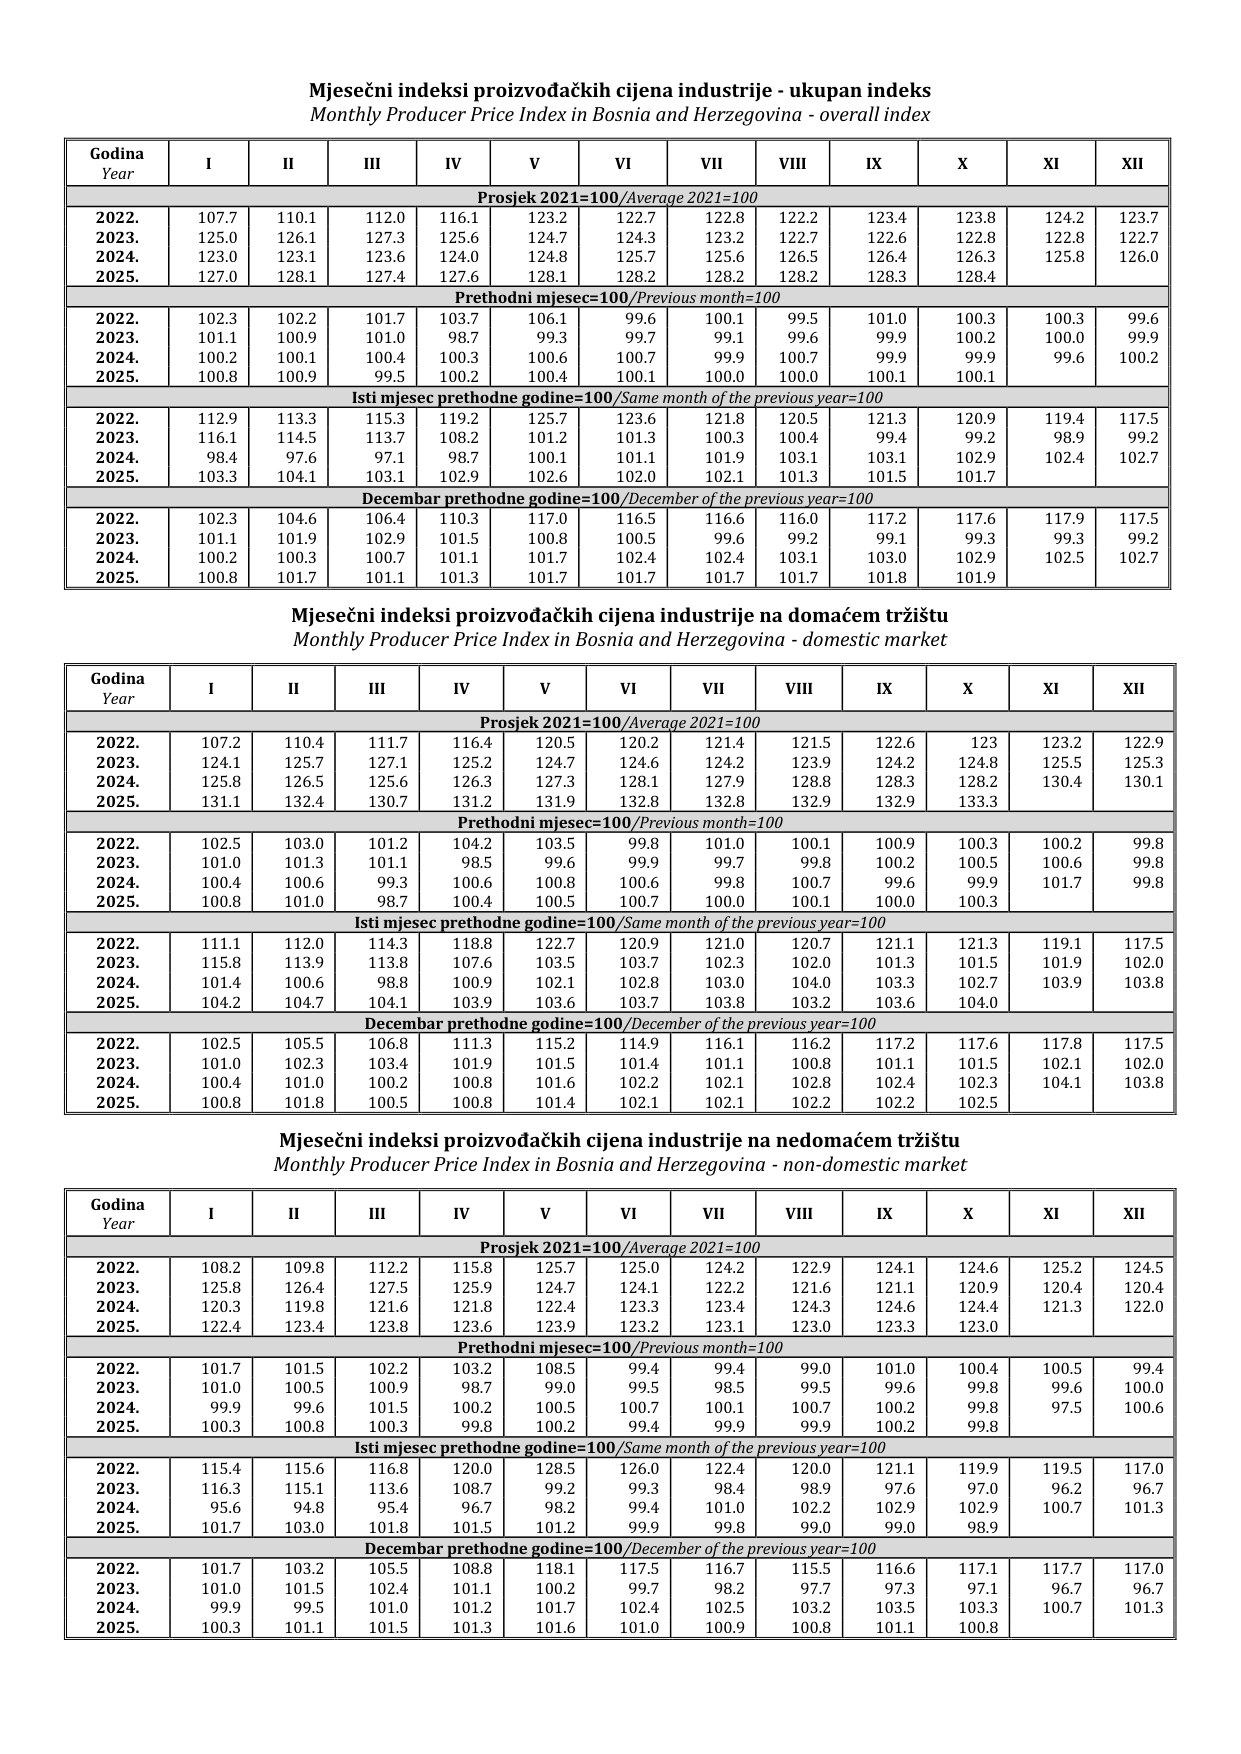 Mjesečni indeksi proizvođačkih cijena industrije - ukupan indeks
Monthly Producer Price Index in Bosnia and Herzegovina - overall index
Godina Year I II III IV V VI VII VIII IX X XI XII
Prosjek 2021=100/Average 2021=100
2022. 107.7 110.1 112.0 116.1 123.2 122.7 122.8 122.2 123.4 123.8 124.2 123.7
2023. 125.0 126.1 127.3 125.6 124.7 124.3 123.2 122.7 122.6 122.8 122.8 122.7
2024. 123.0 123.1 123.6 124.0 124.8 125.7 125.6 126.5 126.4 126.3 125.8 126.0
2025. 127.0 128.1 127.4 127.6 128.1 128.2 128.2 128.2 128.3 128.4
Prethodni mjesec=100/Previous month=100
2022. 102.3 102.2 101.7 103.7 106.1 99.6 100.1 99.5 101.0 100.3 100.3 99.6
2023. 101.1 100.9 101.0 98.7 99.3 99.7 99.1 99.6 99.9 100.2 100.0 99.9
2024. 100.2 100.1 100.4 100.3 100.6 100.7 99.9 100.7 99.9 99.9 99.6 100.2
2025. 100.8 100.9 99.5 100.2 100.4 100.1 100.0 100.0 100.1 100.1
Isti mjesec prethodne godine=100/Same month of the previous year=100
2022. 112.9 113.3 115.3 119.2 125.7 123.6 121.8 120.5 121.3 120.9 119.4 117.5
2023. 116.1 114.5 113.7 108.2 101.2 101.3 100.3 100.4 99.4 99.2 98.9 99.2
2024. 98.4 97.6 97.1 98.7 100.1 101.1 101.9 103.1 103.1 102.9 102.4 102.7
2025. 103.3 104.1 103.1 102.9 102.6 102.0 102.1 101.3 101.5 101.7
Decembar prethodne godine=100/December of the previous year=100
2022. 102.3 104.6 106.4 110.3 117.0 116.5 116.6 116.0 117.2 117.6 117.9 117.5
2023. 101.1 101.9 102.9 101.5 100.8 100.5 99.6 99.2 99.1 99.3 99.3 99.2
2024. 100.2 100.3 100.7 101.1 101.7 102.4 102.4 103.1 103.0 102.9 102.5 102.7
2025. 100.8 101.7 101.1 101.3 101.7 101.7 101.7 101.7 101.8 101.9
Mjesečni indeksi proizvođačkih cijena industrije na domaćem tržištu
Monthly Producer Price Index in Bosnia and Herzegovina - domestic market
Godina Year I II III IV V VI VII VIII IX X XI XII
Prosjek 2021=100/Average 2021=100
2022. 107.2 110.4 111.7 116.4 120.5 120.2 121.4 121.5 122.6 123 123.2 122.9
2023. 124.1 125.7 127.1 125.2 124.7 124.6 124.2 123.9 124.2 124.8 125.5 125.3
2024. 125.8 126.5 125.6 126.3 127.3 128.1 127.9 128.8 128.3 128.2 130.4 130.1
2025. 131.1 132.4 130.7 131.2 131.9 132.8 132.8 132.9 132.9 133.3
Prethodni mjesec=100/Previous month=100
2022. 102.5 103.0 101.2 104.2 103.5 99.8 101.0 100.1 100.9 100.3 100.2 99.8
2023. 101.0 101.3 101.1 98.5 99.6 99.9 99.7 99.8 100.2 100.5 100.6 99.8
2024. 100.4 100.6 99.3 100.6 100.8 100.6 99.8 100.7 99.6 99.9 101.7 99.8
2025. 100.8 101.0 98.7 100.4 100.5 100.7 100.0 100.1 100.0 100.3
Isti mjesec prethodne godine=100/Same month of the previous year=100
2022. 111.1 112.0 114.3 118.8 122.7 120.9 121.0 120.7 121.1 121.3 119.1 117.5
2023. 115.8 113.9 113.8 107.6 103.5 103.7 102.3 102.0 101.3 101.5 101.9 102.0
2024. 101.4 100.6 98.8 100.9 102.1 102.8 103.0 104.0 103.3 102.7 103.9 103.8
2025. 104.2 104.7 104.1 103.9 103.6 103.7 103.8 103.2 103.6 104.0
Decembar prethodne godine=100/December of the previous year=100
2022. 102.5 105.5 106.8 111.3 115.2 114.9 116.1 116.2 117.2 117.6 117.8 117.5
2023. 101.0 102.3 103.4 101.9 101.5 101.4 101.1 100.8 101.1 101.5 102.1 102.0
2024. 100.4 101.0 100.2 100.8 101.6 102.2 102.1 102.8 102.4 102.3 104.1 103.8
2025. 100.8 101.8 100.5 100.8 101.4 102.1 102.1 102.2 102.2 102.5
Mjesečni indeksi proizvođačkih cijena industrije na nedomaćem tržištu
Monthly Producer Price Index in Bosnia and Herzegovina - non-domestic market
Godina Year I II III IV V VI VII VIII IX X XI XII
Prosjek 2021=100/Average 2021=100
2022. 108.2 109.8 112.2 115.8 125.7 125.0 124.2 122.9 124.1 124.6 125.2 124.5
2023. 125.8 126.4 127.5 125.9 124.7 124.1 122.2 121.6 121.1 120.9 120.4 120.4
2024. 120.3 119.8 121.6 121.8 122.4 123.3 123.4 124.3 124.6 124.4 121.3 122.0
2025. 122.4 123.4 123.8 123.6 123.9 123.2 123.1 123.0 123.3 123.0
Prethodni mjesec=100/Previous month=100
2022. 101.7 101.5 102.2 103.2 108.5 99.4 99.4 99.0 101.0 100.4 100.5 99.4
2023. 101.0 100.5 100.9 98.7 99.0 99.5 98.5 99.5 99.6 99.8 99.6 100.0
2024. 99.9 99.6 101.5 100.2 100.5 100.7 100.1 100.7 100.2 99.8 97.5 100.6
2025. 100.3 100.8 100.3 99.8 100.2 99.4 99.9 99.9 100.2 99.8
Isti mjesec prethodne godine=100/Same month of the previous year=100
2022. 115.4 115.6 116.8 120.0 128.5 126.0 122.4 120.0 121.1 119.9 119.5 117.0
2023. 116.3 115.1 113.6 108.7 99.2 99.3 98.4 98.9 97.6 97.0 96.2 96.7
2024. 95.6 94.8 95.4 96.7 98.2 99.4 101.0 102.2 102.9 102.9 100.7 101.3
2025. 101.7 103.0 101.8 101.5 101.2 99.9 99.8 99.0 99.0 98.9
Decembar prethodne godine=100/December of the previous year=100
2022. 101.7 103.2 105.5 108.8 118.1 117.5 116.7 115.5 116.6 117.1 117.7 117.0
2023. 101.0 101.5 102.4 101.1 100.2 99.7 98.2 97.7 97.3 97.1 96.7 96.7
2024. 99.9 99.5 101.0 101.2 101.7 102.4 102.5 103.2 103.5 103.3 100.7 101.3
2025. 100.3 101.1 101.5 101.3 101.6 101.0 100.9 100.8 101.1 100.8